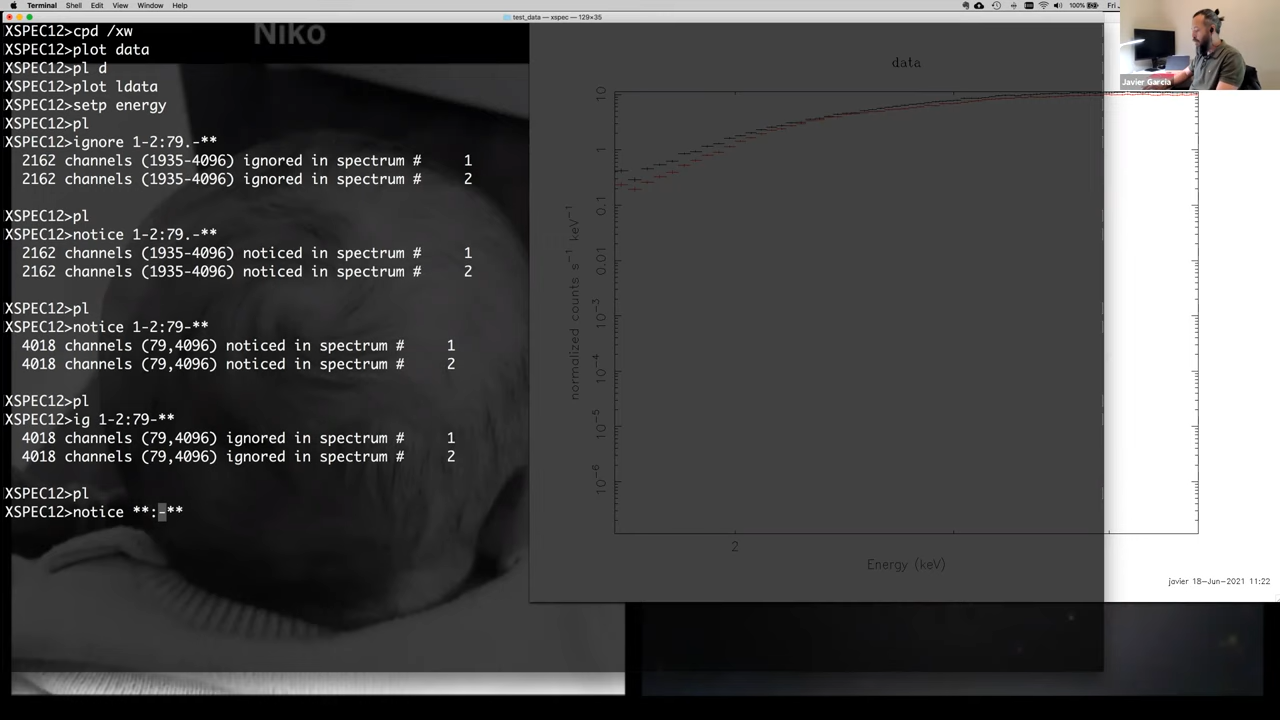 Terminal Shell Edit View Window Help
100% Fri
test_data — xspec — 129×35
XSPEC12>cpd /xw
XSPEC12>plot data
XSPEC12>pl d
XSPEC12>plot ldata
XSPEC12>setp energy
XSPEC12>pl
XSPEC12>ignore 1-2:79.-**
2162 channels (1935-4096) ignored in spectrum # 1
2162 channels (1935-4096) ignored in spectrum # 2
XSPEC12>pl
XSPEC12>notice 1-2:79.-**
2162 channels (1935-4096) noticed in spectrum # 1
2162 channels (1935-4096) noticed in spectrum # 2
XSPEC12>pl
XSPEC12>notice 1-2:79-**
4018 channels (79,4096) noticed in spectrum # 1
4018 channels (79,4096) noticed in spectrum # 2
XSPEC12>pl
XSPEC12>ig 1-2:79-**
4018 channels (79,4096) ignored in spectrum # 1
4018 channels (79,4096) ignored in spectrum # 2
XSPEC12>pl
XSPEC12>notice **:-**
Niko
data
normalized counts s⁻¹ keV⁻¹
10
1
0.1
0.01
10⁻³
10⁻⁴
10⁻⁵
10⁻⁶
2
Energy (keV)
javier 18-Jun-2021 11:22
Javier García